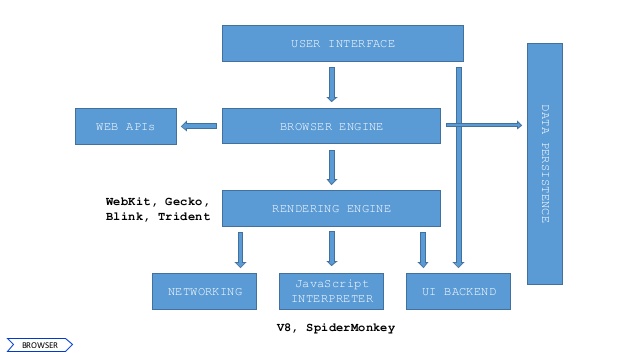 USER INTERFACE
WEB APIs
BROWSER ENGINE
DATA PERSISTENCE
WebKit, Gecko,
Blink, Trident
RENDERING ENGINE
NETWORKING
JavaScript
INTERPRETER
UI BACKEND
V8, SpiderMonkey
BROWSER